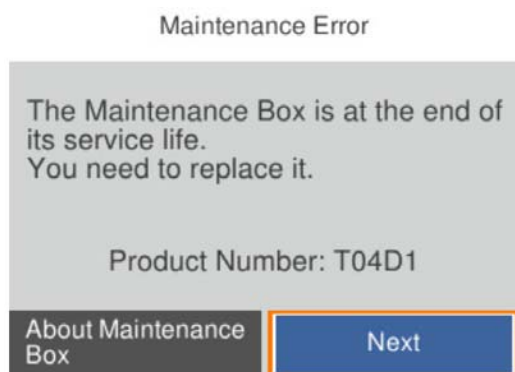 Maintenance Error
The Maintenance Box is at the end of
its service life.
You need to replace it.
Product Number: T04D1
About Maintenance
Box
Next